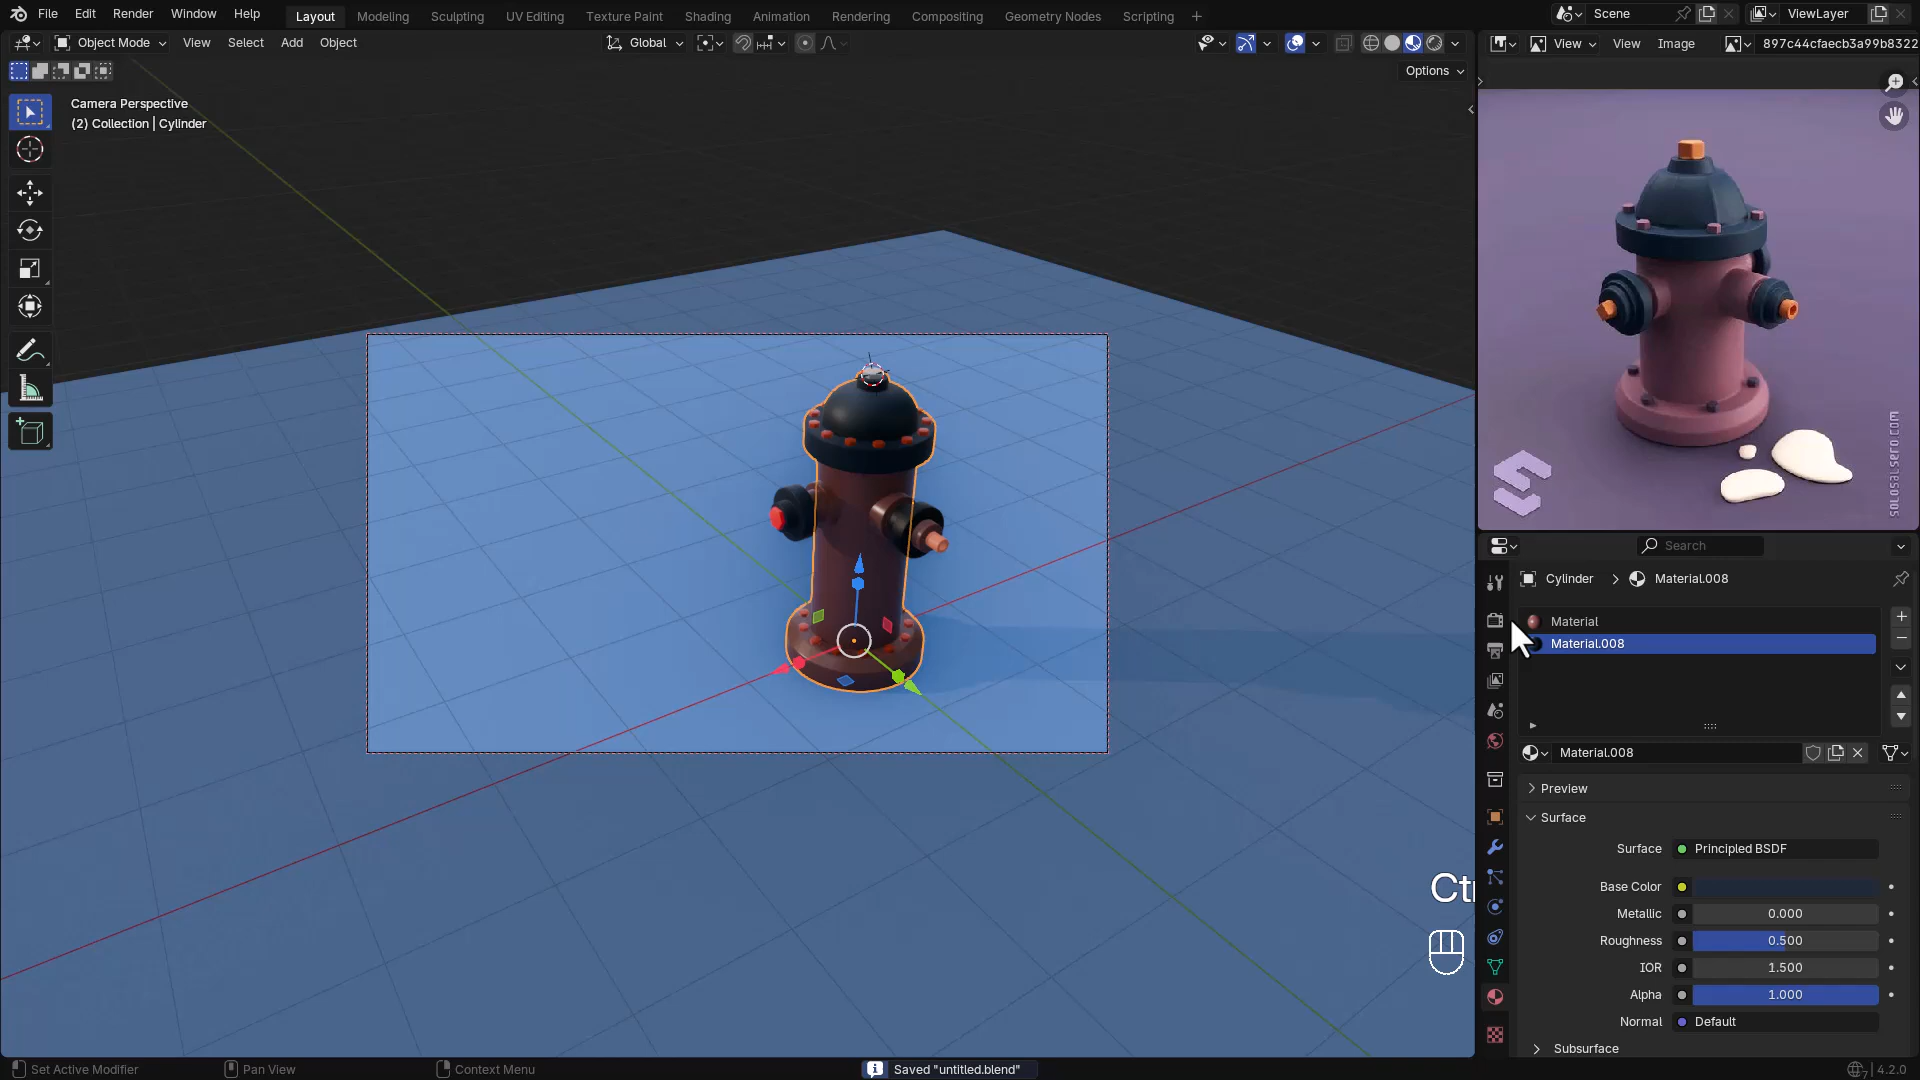 File Edit Render Window Help Layout Modeling Sculpting UV Editing Texture Paint Shading Animation Rendering Compositing Geometry Nodes Scripting + Scene ViewLayer
Object Mode View Select Add Object Global View View Image 897c44cfaecb3a99b8322
Options
Camera Perspective
(2) Collection | Cylinder
SOLOSALSERO.COM
Search
Cylinder > Material.008
Material
Material.008
Material.008
Preview
Surface
Surface Principled BSDF
Base Color
Metallic 0.000
Roughness 0.500
IOR 1.500
Alpha 1.000
Normal Default
Subsurface
Ct
Set Active Modifier Pan View Context Menu Saved "untitled.blend" 4.2.0